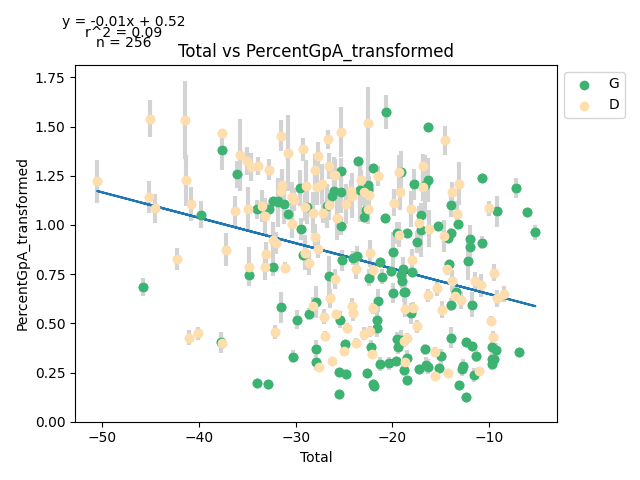 y = -0.01x + 0.52
r^2 = 0.09
n = 256
Total vs PercentGpA_transformed
G
D
PercentGpA_transformed
1.75
1.50
1.25
1.00
0.75
0.50
0.25
0.00
−50
−40
−30
−20
−10
Total